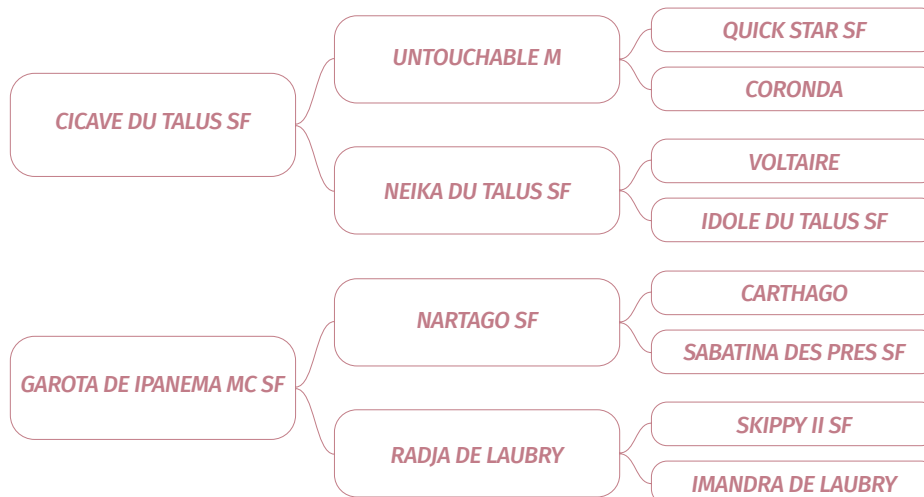 QUICK STAR SF
UNTOUCHABLE M
CORONDA
CICAVE DU TALUS SF
VOLTAIRE
NEIKA DU TALUS SF
IDOLE DU TALUS SF
CARTHAGO
NARTAGO SF
SABATINA DES PRES SF
GAROTA DE IPANEMA MC SF
SKIPPY II SF
RADJA DE LAUBRY
IMANDRA DE LAUBRY